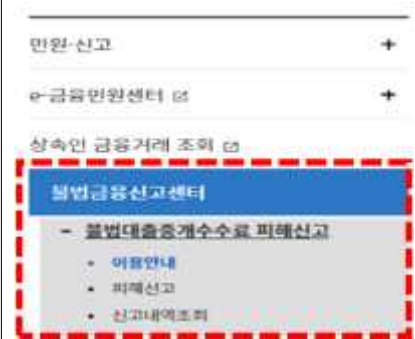 민원·신고 +
e-금융민원센터 +
상속인 금융거래 조회
불법금융신고센터
- 불법대출중개수수료 피해신고
• 이용안내
• 피해신고
• 신고내역조회